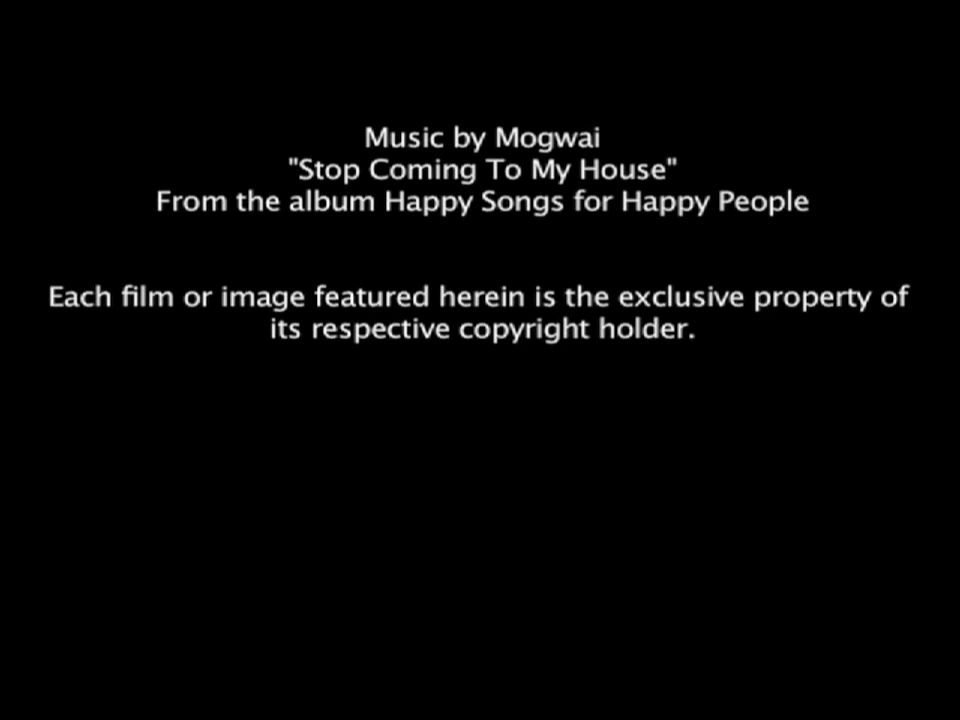 Music by Mogwai
"Stop Coming To My House"
From the album Happy Songs for Happy People
Each film or image featured herein is the exclusive property of
its respective copyright holder.